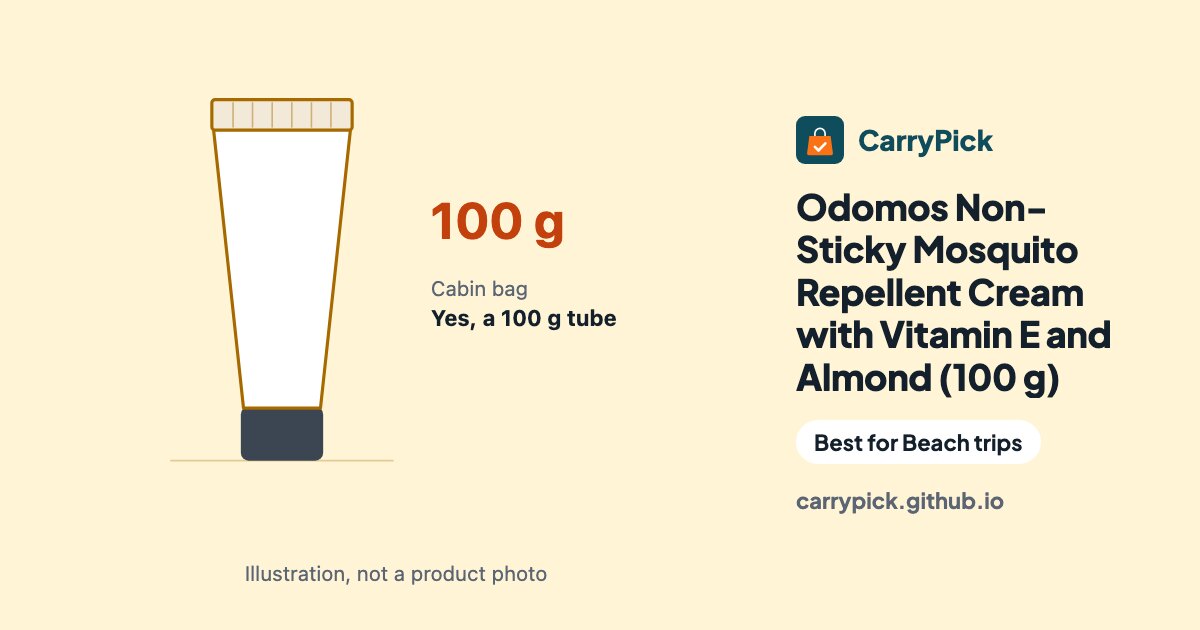 100 g
Cabin bag
Yes, a 100 g tube
Illustration, not a product photo
CarryPick
Odomos Non-
Sticky Mosquito
Repellent Cream
with Vitamin E and
Almond (100 g)
Best for Beach trips
carrypick.github.io